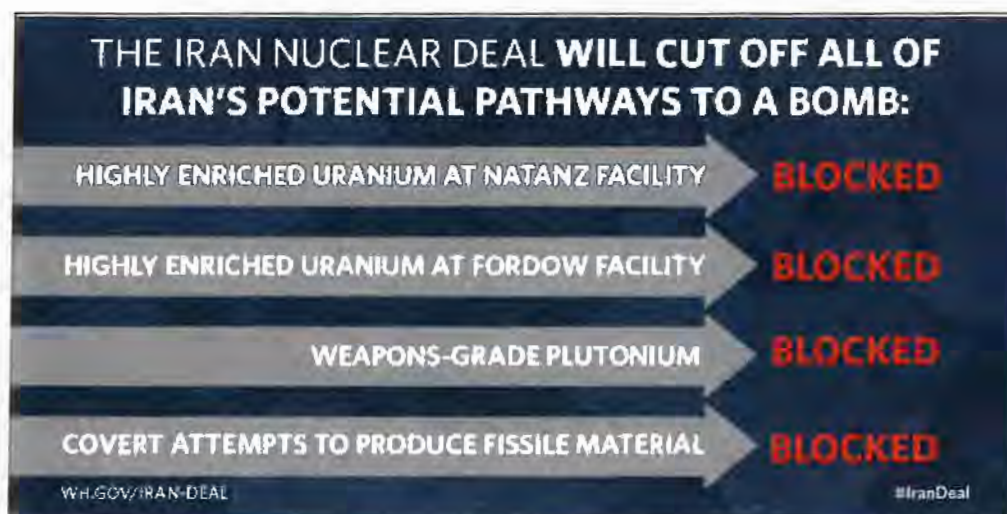 THE IRAN NUCLEAR DEAL WILL CUT OFF ALL OF
IRAN'S POTENTIAL PATHWAYS TO A BOMB:
HIGHLY ENRICHED URANIUM AT NATANZ FACILITY
BLOCKED
HIGHLY ENRICHED URANIUM AT FORDOW FACILITY
BLOCKED
WEAPONS-GRADE PLUTONIUM
BLOCKED
COVERT ATTEMPTS TO PRODUCE FISSILE MATERIAL
BLOCKED
WH.GOV/IRAN-DEAL
#IranDeal